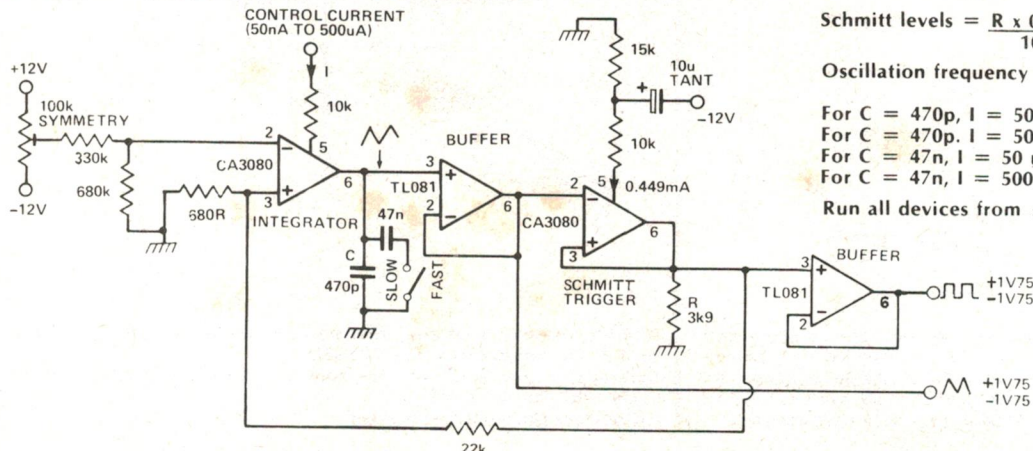 CONTROL CURRENT
(50nA TO 500uA)
I
10k
+12V
100k
SYMMETRY
330k
680k
−12V
680R
2
CA3080
5
6
3
INTEGRATOR
C
470p
47n
SLOW
FAST
BUFFER
3
TL081
6
2
15k
10u
TANT
+
−12V
10k
0.449mA
2
5
CA3080
6
3
SCHMITT
TRIGGER
R
3k9
BUFFER
3
TL081
6
2
+1V75
−1V75
+1V75
−1V75
22k
Schmitt levels = R x
Oscillation frequency
For C = 470p, I = 50
For C = 470p. I = 50
For C = 47n, I = 50
For C = 47n, I = 500
Run all devices from